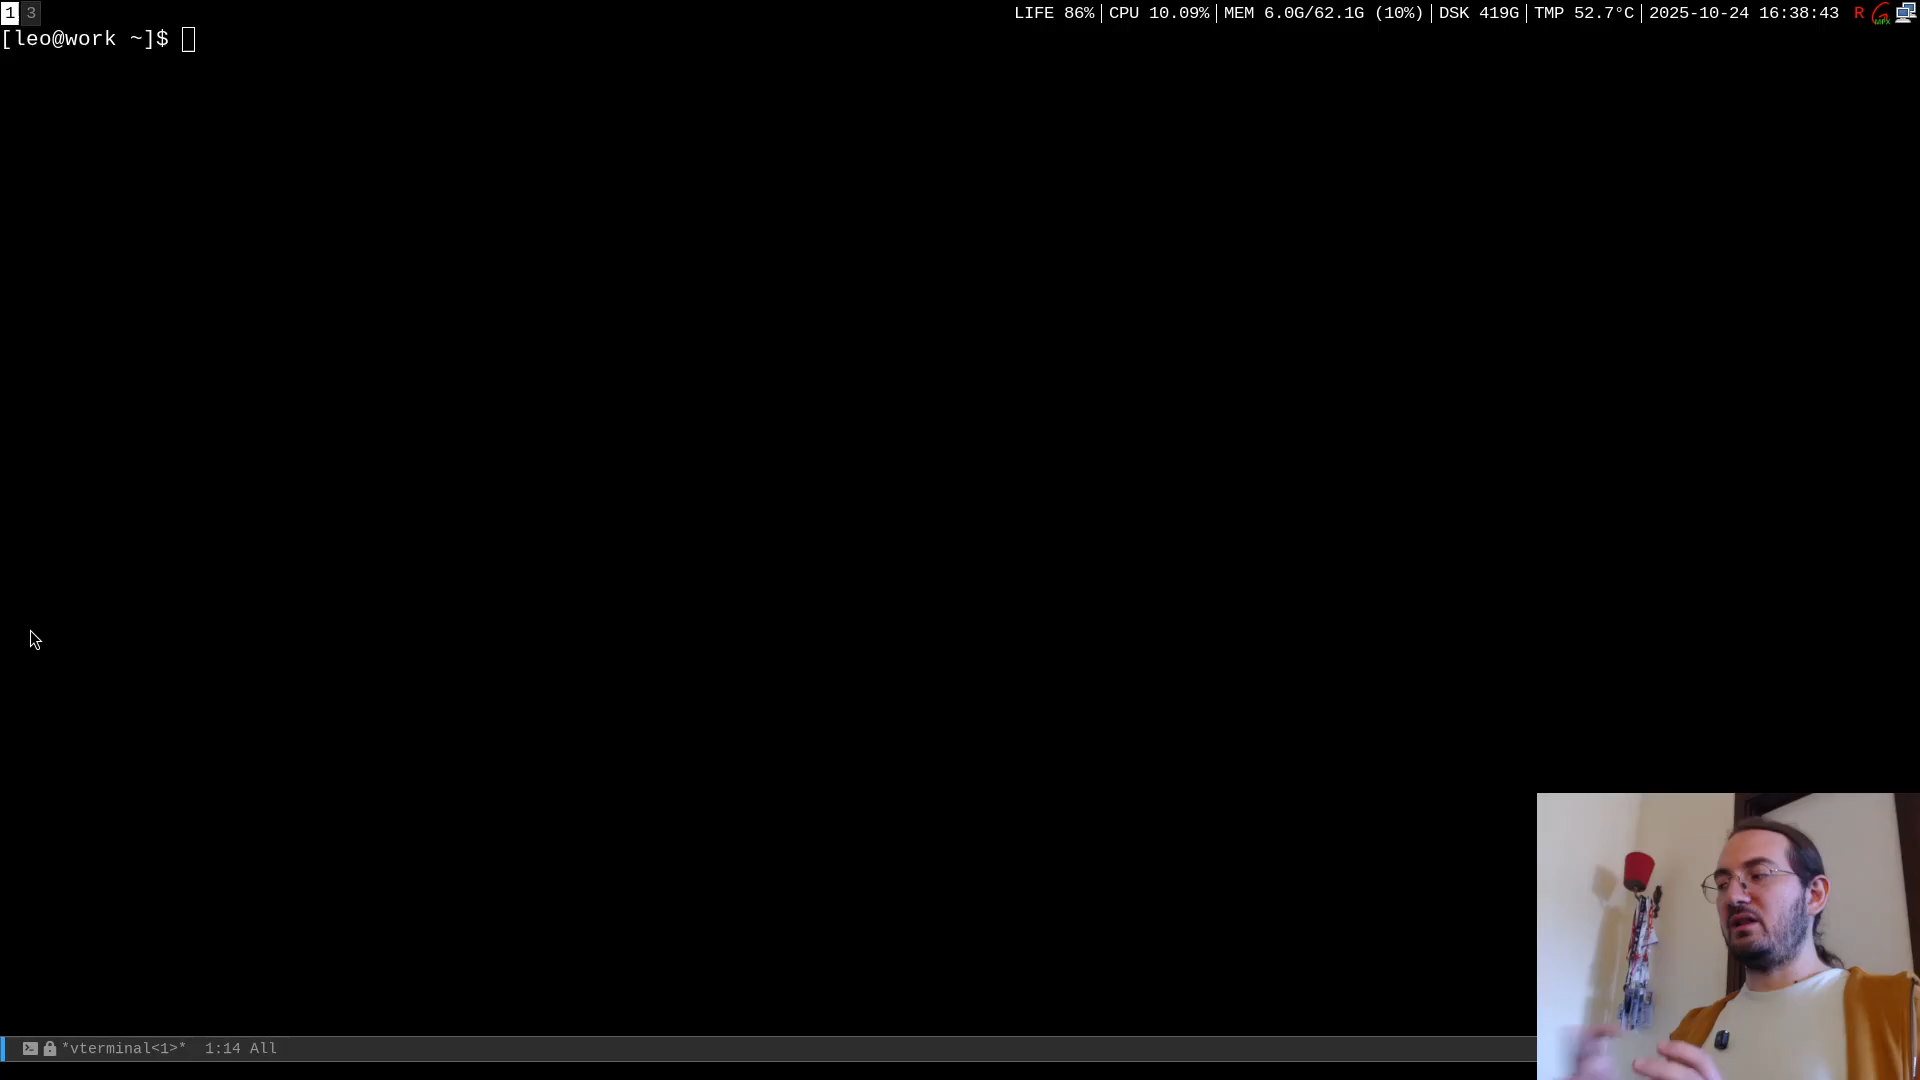 1 3 LIFE 86% CPU 10.09% MEM 6.0G/62.1G (10%) DSK 419G TMP 52.7°C 2025-10-24 16:38:43 R
[leo@work ~]$
*vterminal<1>* 1:14 All